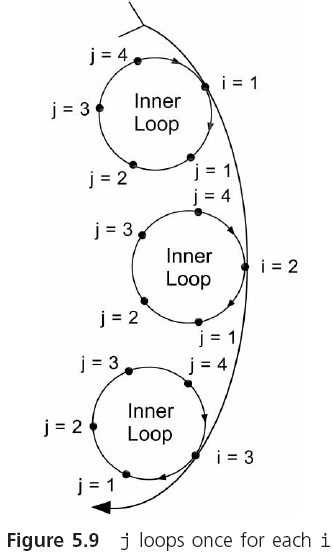 j = 4
i = 1
Inner
Loop
j = 3
j = 2
j = 1
j = 4
j = 3
Inner
Loop
i = 2
j = 2
j = 1
j = 3
j = 4
Inner
Loop
j = 2
i = 3
j = 1
Figure 5.9 j loops once for each i